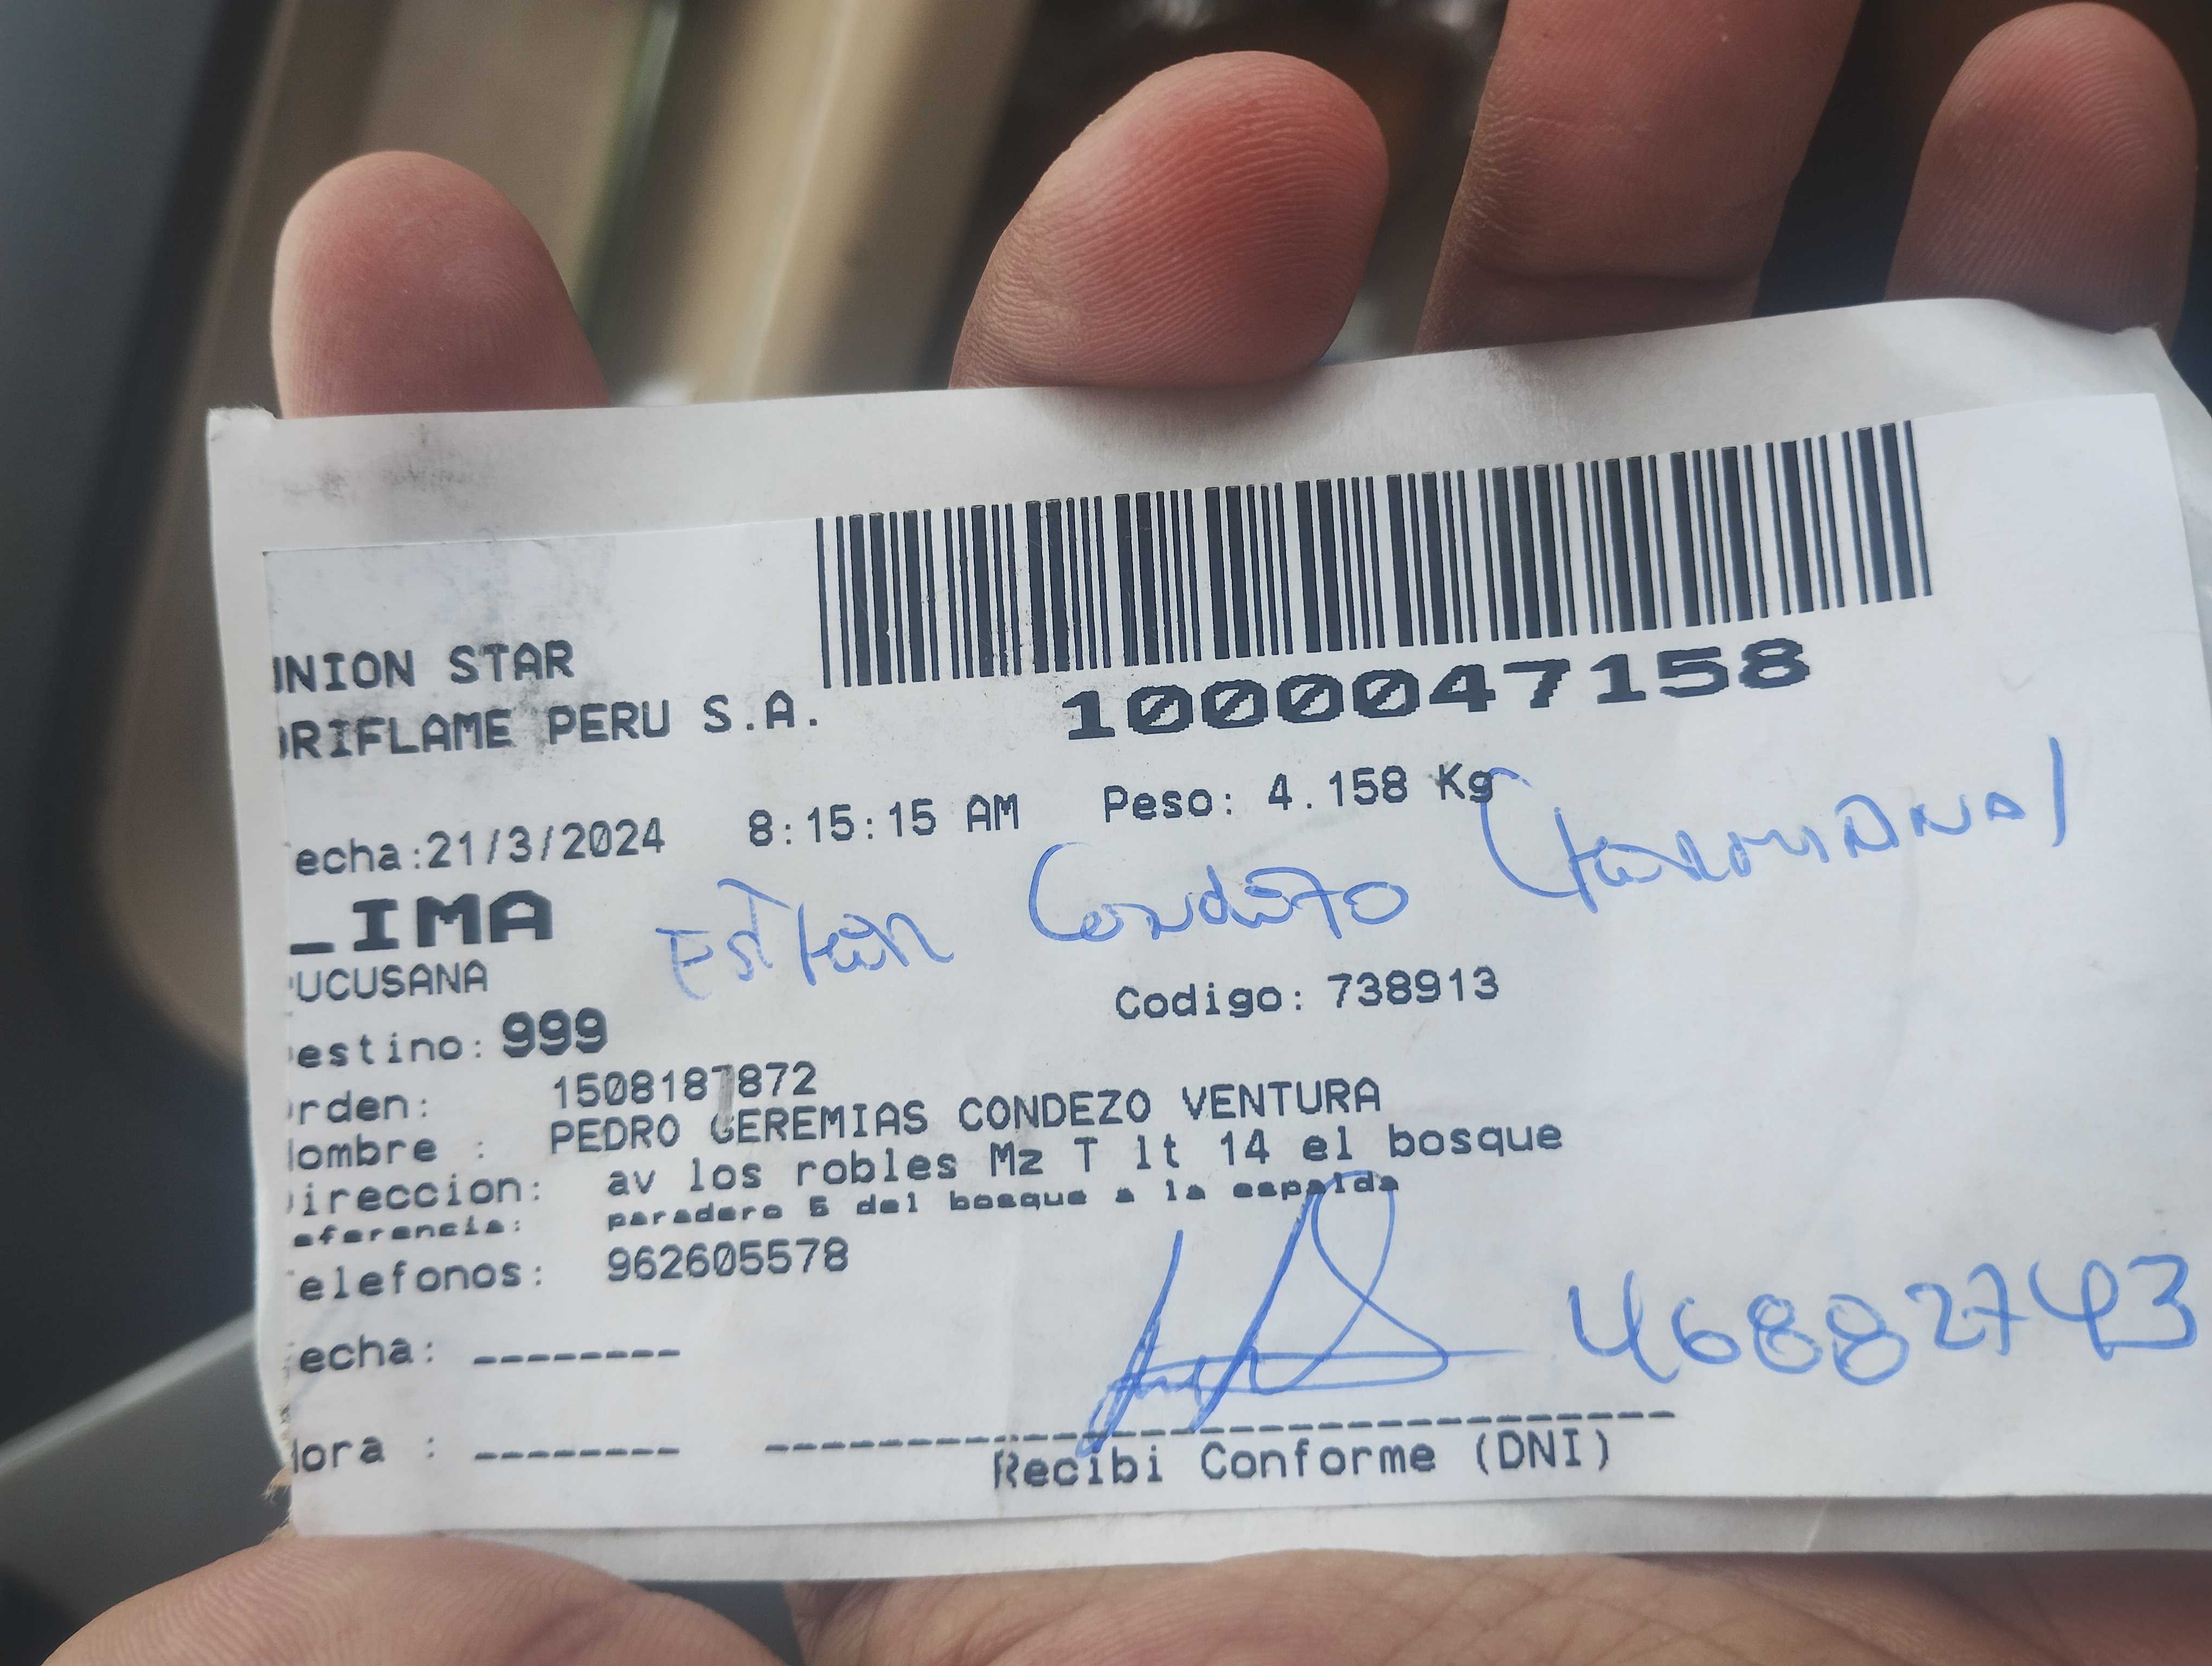 NION STAR
RIFLAME PERU S.A.
1000047158
echa:21/3/2024 8:15:15 AM Peso: 4.158 Kg
IMA
UCUSANA
Condezo (hermana)
Codigo: 738913
estino: 999
rden: 1508187872
ombre : PEDRO GEREMIAS CONDEZO VENTURA
ireccion: av los robles Mz T lt 14 el bosque
eferencia: paradero 5 del bosque a la espalda
elefonos: 962605578
echa: --------
46882743
ora : --------
Recibi Conforme (DNI)